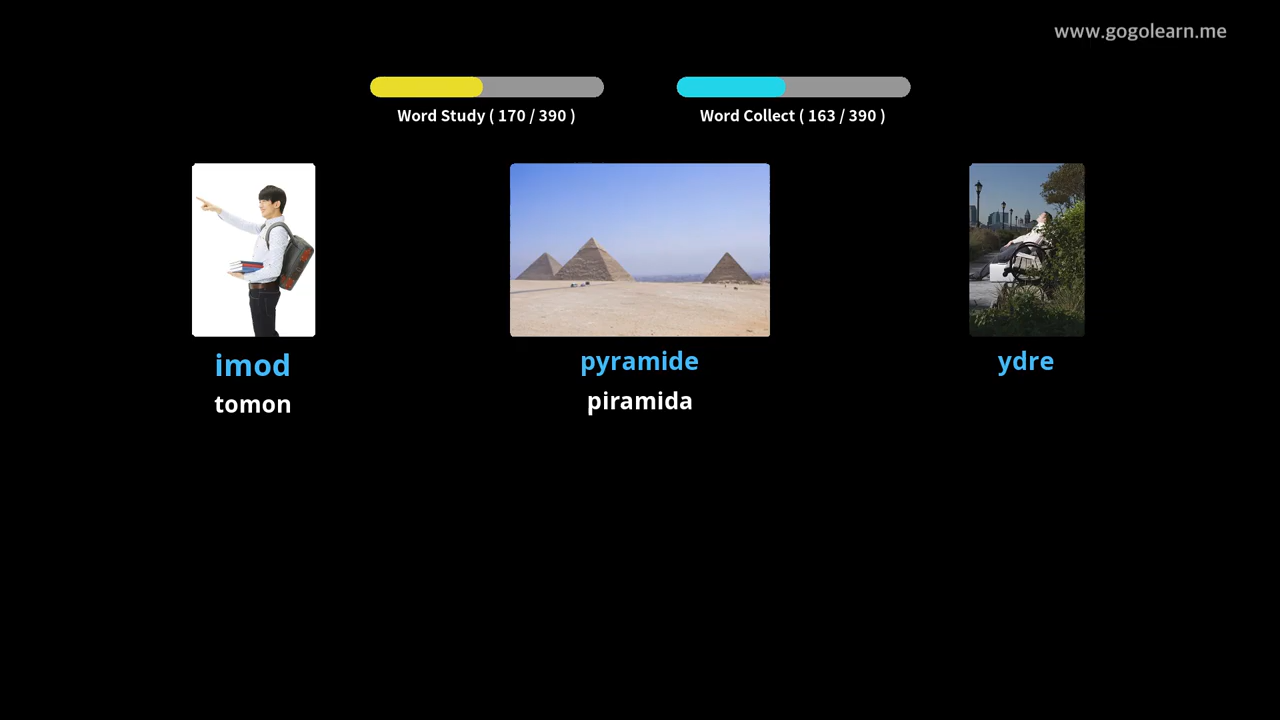 www.gogolearn.me
Word Study ( 170 / 390 )
Word Collect ( 163 / 390 )
imod
tomon
pyramide
piramida
ydre